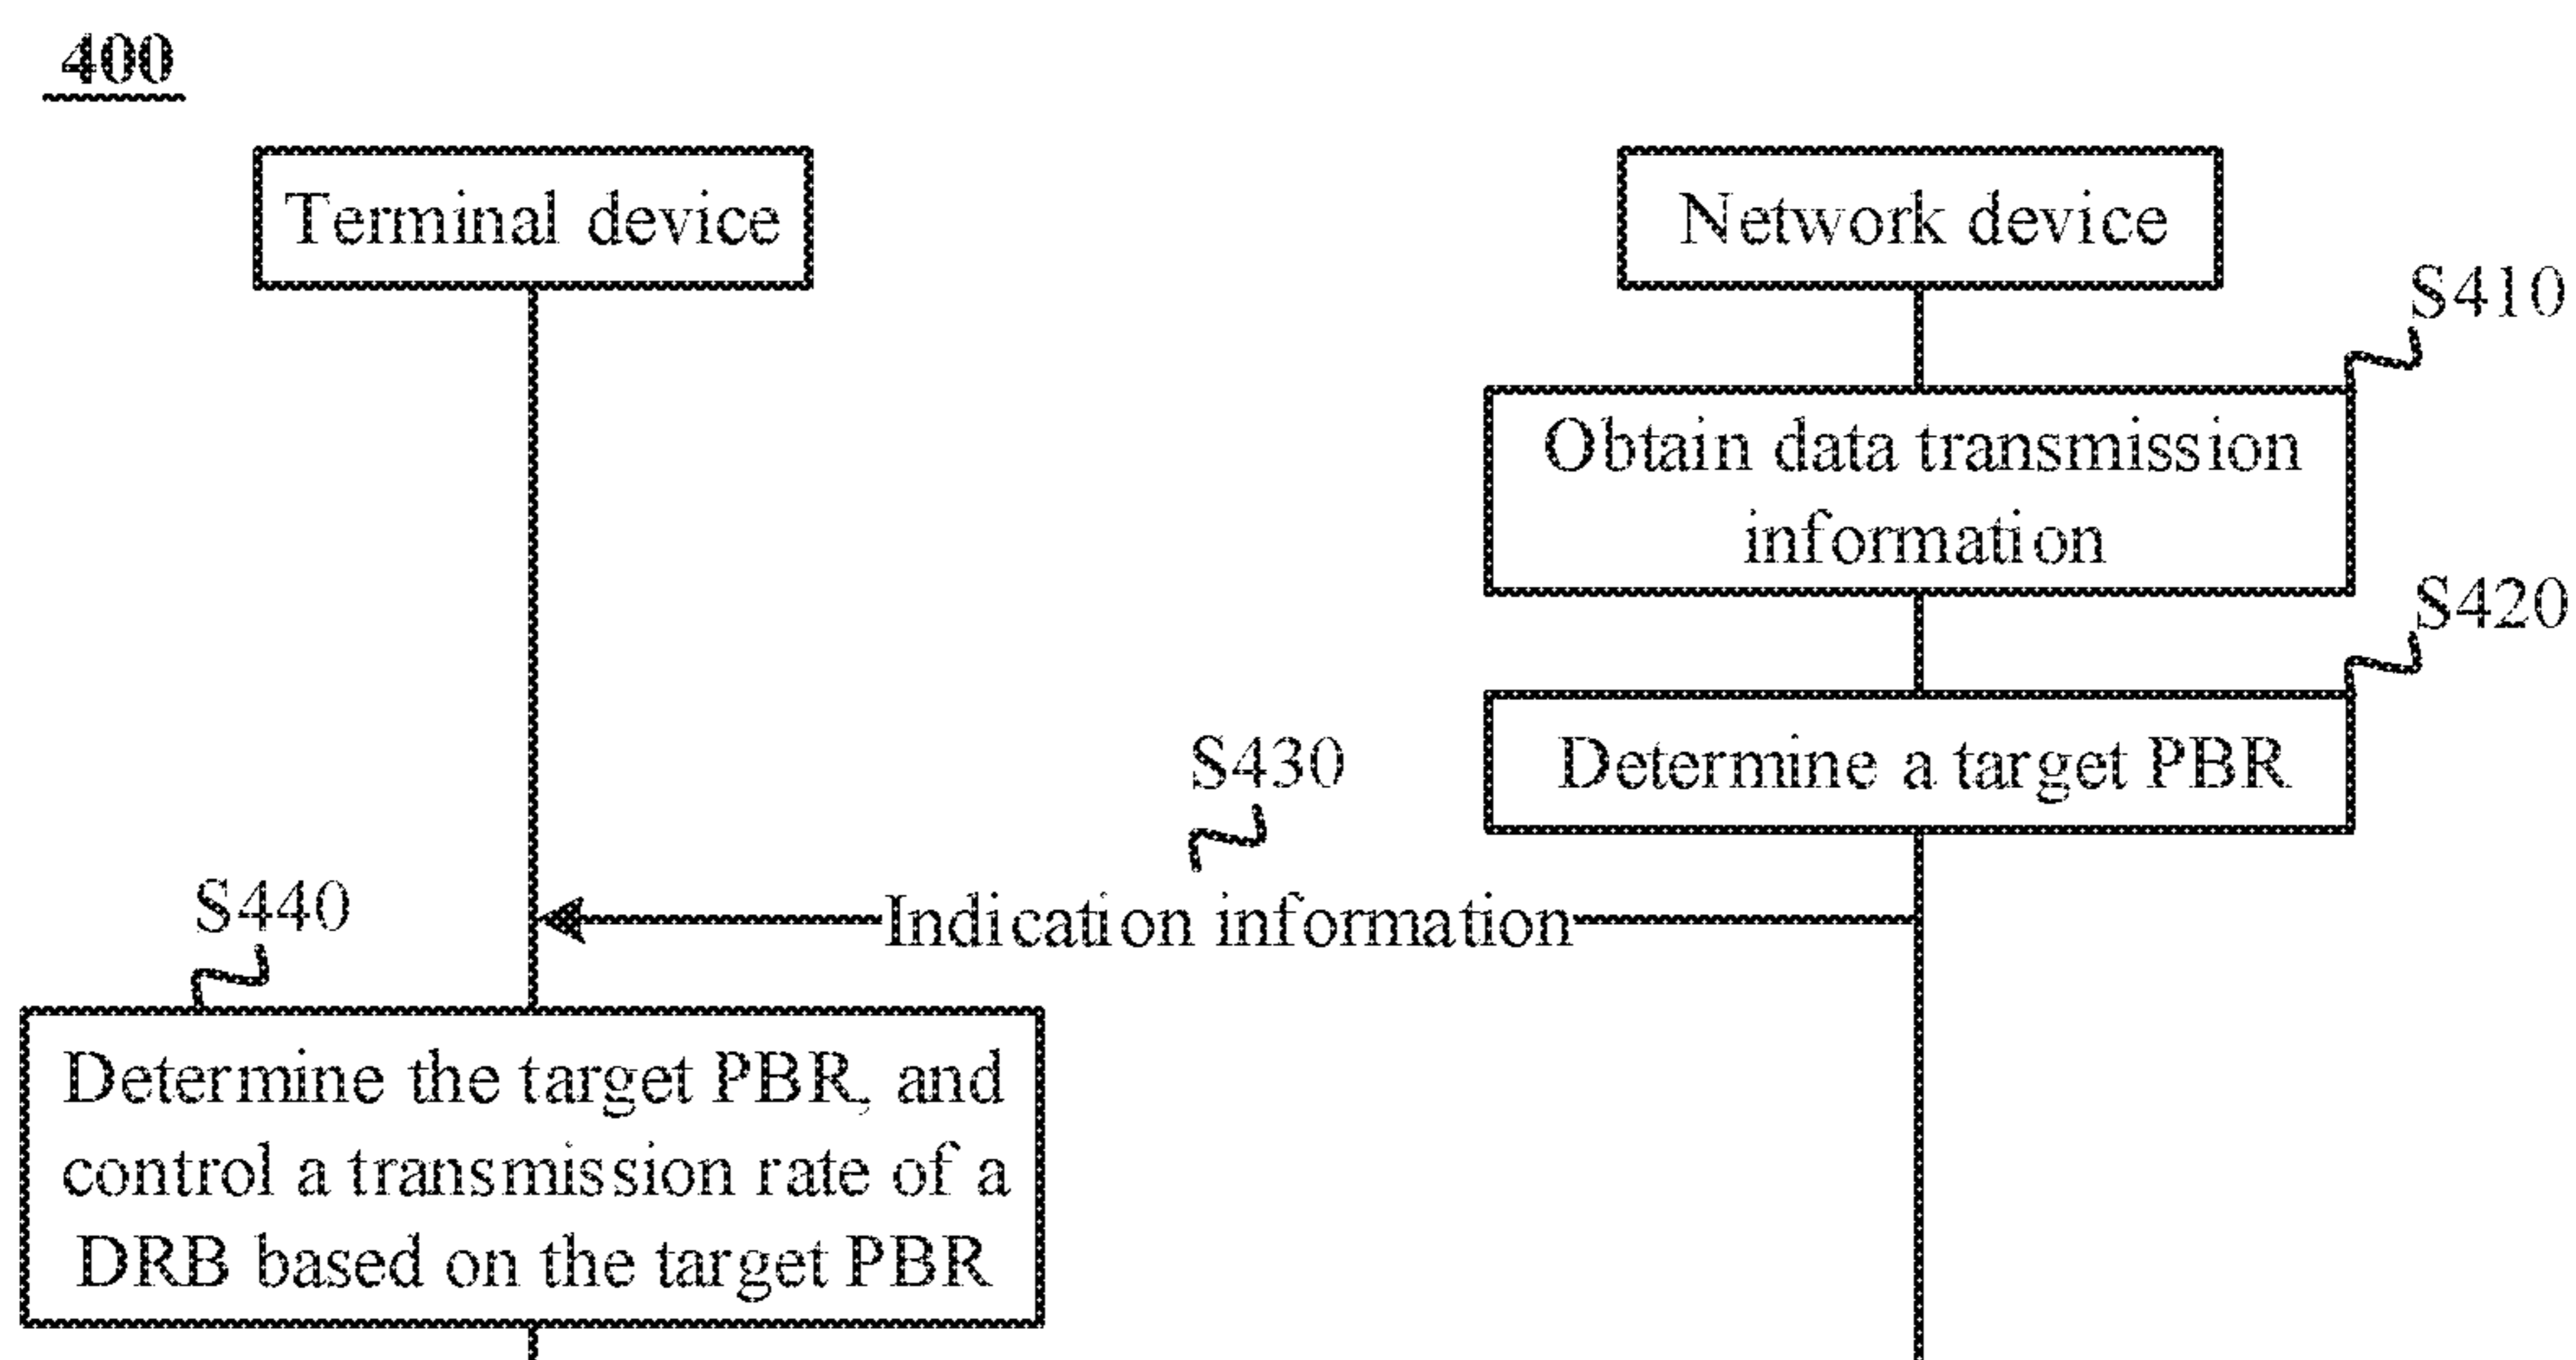 400
Terminal device
Network device
S410
Obtain data transmission
information
S420
Determine a target PBR
S430
Indication information
S440
Determine the target PBR, and
control a transmission rate of a
DRB based on the target PBR